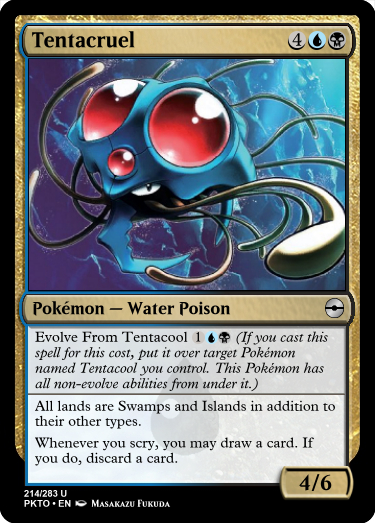 Tentacruel 4
Pokémon — Water Poison
Evolve From Tentacool 1 (If you cast this
spell for this cost, put it over target Pokémon
named Tentacool you control. This Pokémon has
all non-evolve abilities from under it.)
All lands are Swamps and Islands in addition to
their other types.
Whenever you scry, you may draw a card. If
you do, discard a card.
4/6
214/283 U
PKTO • EN Masakazu Fukuda